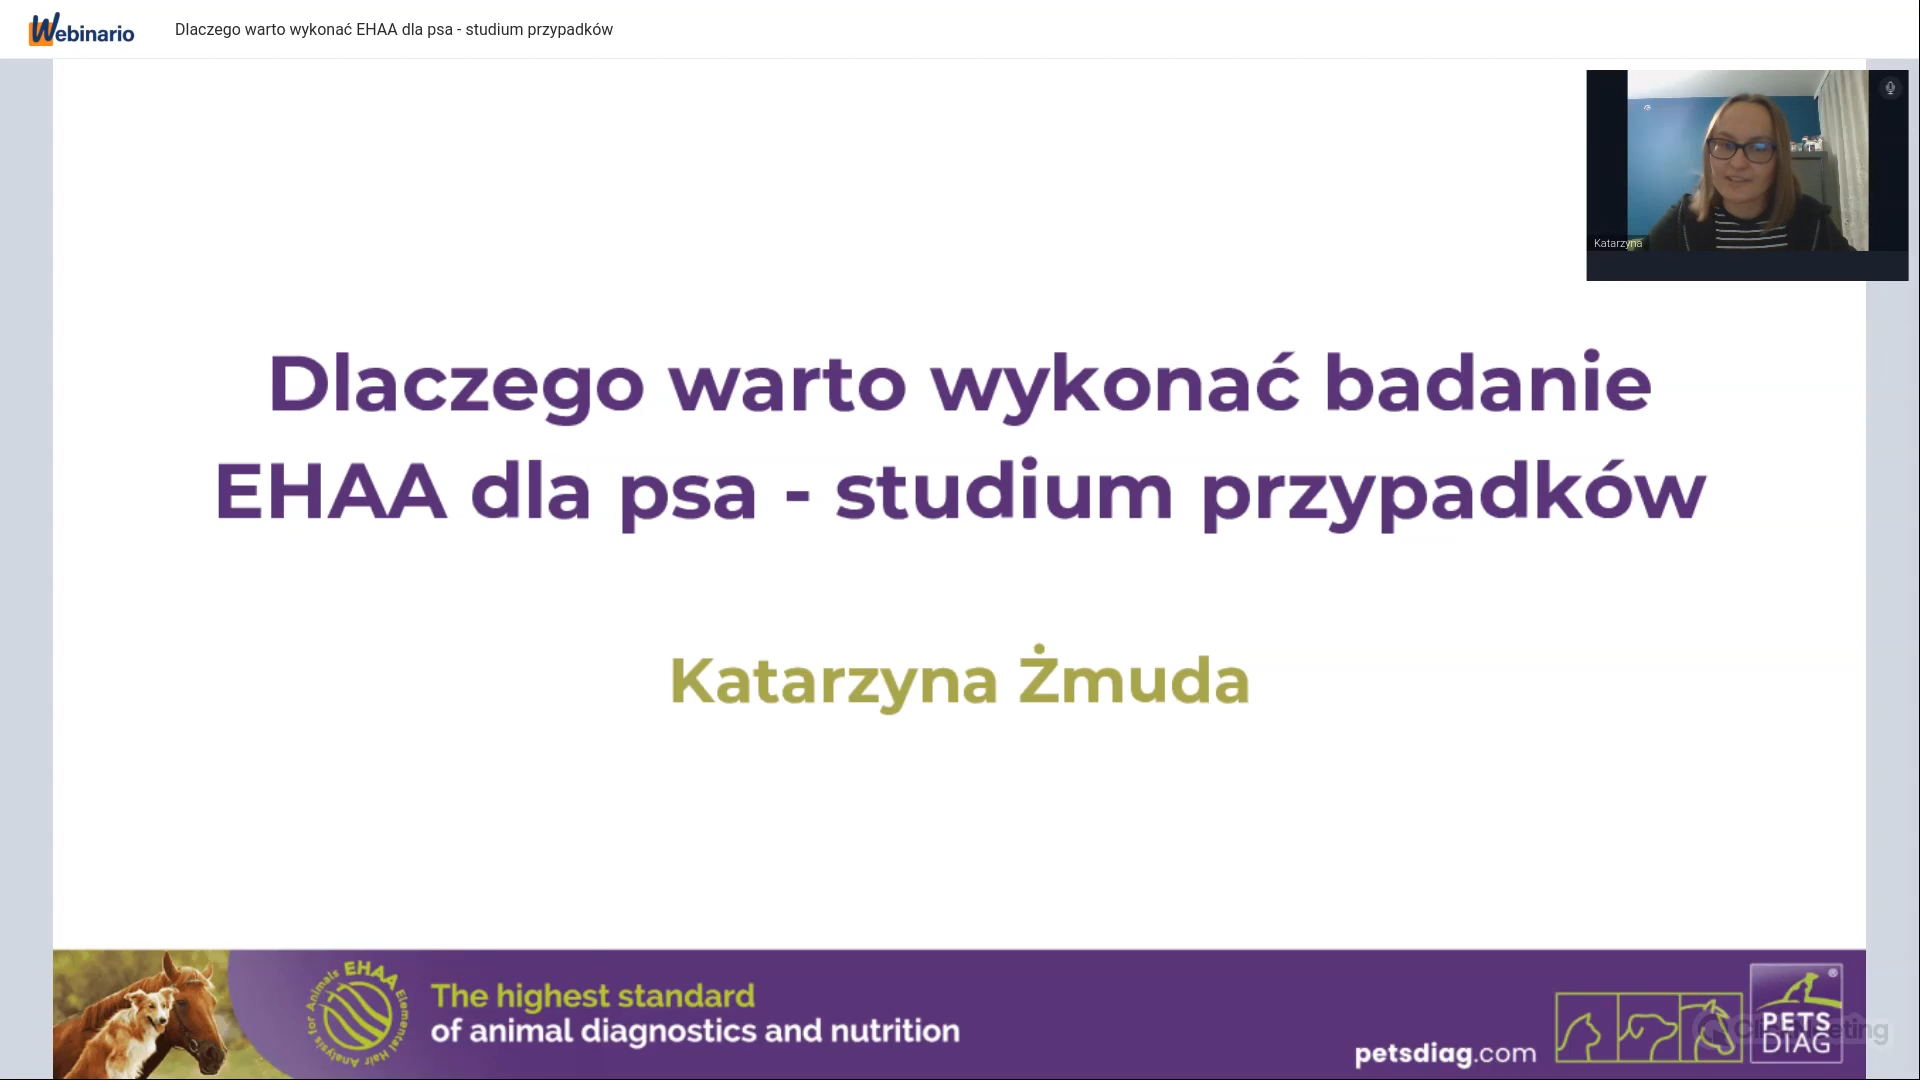 Webinario
Dlaczego warto wykonać EHAA dla psa - studium przypadków
Katarzyna
Dlaczego warto wykonać badanie
EHAA dla psa - studium przypadków
Katarzyna Żmuda
EHAA Elemental Hair Analysis for Animals
The highest standard
of animal diagnostics and nutrition
petsdiag.com
PETS
DIAG
®
ClickMeeting